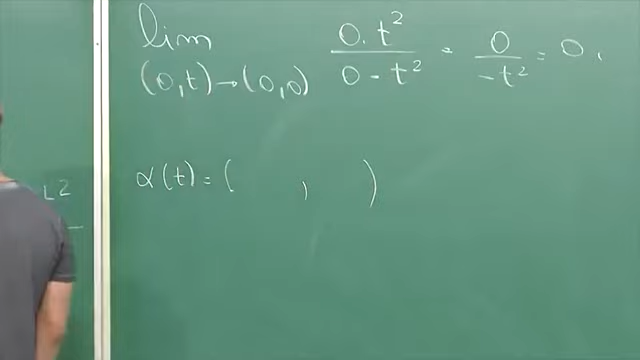 lim 0.t² / 0-t² = 0 / -t² = 0,
(0,t)→(0,0)
α(t)=( , )